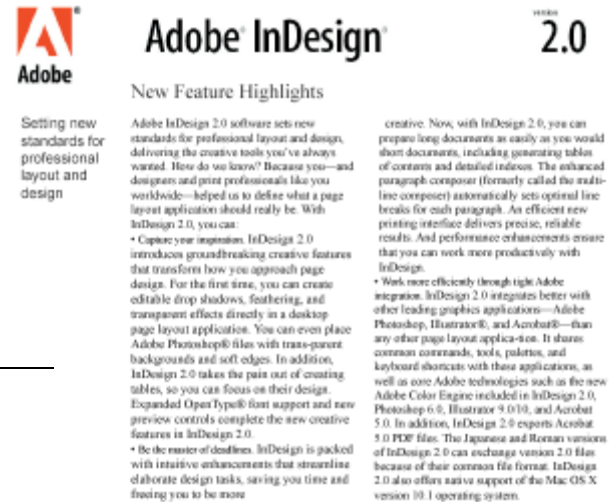 Adobe
Adobe® InDesign®
VERSION
2.0
New Feature Highlights
Setting new
standards for
professional
layout and
design
Adobe InDesign 2.0 software sets new
standards for professional layout and design,
delivering the creative tools you've always
wanted. How do we know? Because you—and
designers and print professionals like you
worldwide—helped us to define what a page
layout application should really be. With
InDesign 2.0, you can:
• Capture your inspiration. InDesign 2.0
introduces groundbreaking creative features
that transform how you approach page
design. For the first time, you can create
editable drop shadows, feathering, and
transparent effects directly in a desktop
page layout application. You can even place
Adobe Photoshop® files with trans-parent
backgrounds and soft edges. In addition,
InDesign 2.0 takes the pain out of creating
tables, so you can focus on their design.
Expanded OpenType® font support and new
preview controls complete the new creative
features in InDesign 2.0.
• Be the master of deadlines. InDesign is packed
with intuitive enhancements that streamline
elaborate design tasks, saving you time and
freeing you to be more
creative. Now, with InDesign 2.0, you can
prepare long documents as easily as you would
short documents, including generating tables
of contents and detailed indexes. The enhanced
paragraph composer (formerly called the multi-
line composer) automatically sets optimal line
breaks for each paragraph. An efficient new
printing interface delivers precise, reliable
results. And performance enhancements ensure
that you can work more productively with
InDesign.
• Work more efficiently through tight Adobe
integration. InDesign 2.0 integrates better with
other leading graphics applications—Adobe
Photoshop, Illustrator®, and Acrobat®—than
any other page layout applica-tion. It shares
common commands, tools, palettes, and
keyboard shortcuts with these applications, as
well as core Adobe technologies such as the new
Adobe Color Engine included in InDesign 2.0,
Photoshop 6.0, Illustrator 9.0/10, and Acrobat
5.0. In addition, InDesign 2.0 exports Acrobat
5.0 PDF files. The Japanese and Roman versions
of InDesign 2.0 can exchange version 2.0 files
because of their common file format. InDesign
2.0 also offers native support of the Mac OS X
version 10.1 operating system.